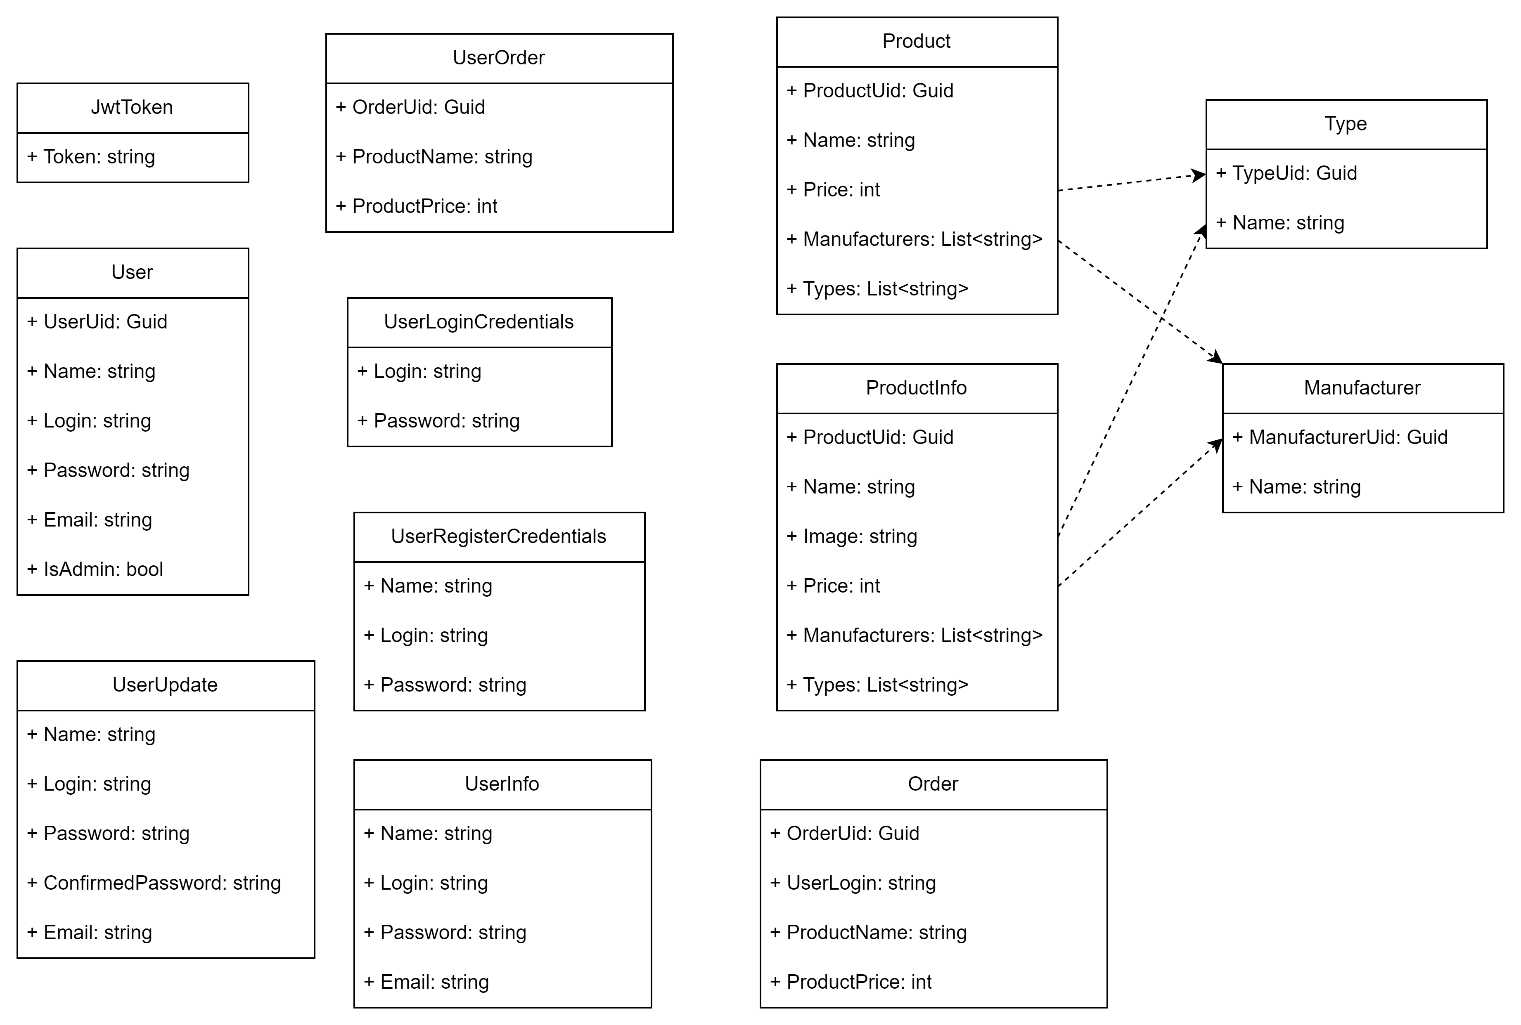 JwtToken
+ Token: string
User
+ UserUid: Guid
+ Name: string
+ Login: string
+ Password: string
+ Email: string
+ IsAdmin: bool
UserUpdate
+ Name: string
+ Login: string
+ Password: string
+ ConfirmedPassword: string
+ Email: string
UserOrder
+ OrderUid: Guid
+ ProductName: string
+ ProductPrice: int
UserLoginCredentials
+ Login: string
+ Password: string
UserRegisterCredentials
+ Name: string
+ Login: string
+ Password: string
UserInfo
+ Name: string
+ Login: string
+ Password: string
+ Email: string
Product
+ ProductUid: Guid
+ Name: string
+ Price: int
+ Manufacturers: List<string>
+ Types: List<string>
ProductInfo
+ ProductUid: Guid
+ Name: string
+ Image: string
+ Price: int
+ Manufacturers: List<string>
+ Types: List<string>
Order
+ OrderUid: Guid
+ UserLogin: string
+ ProductName: string
+ ProductPrice: int
Type
+ TypeUid: Guid
+ Name: string
Manufacturer
+ ManufacturerUid: Guid
+ Name: string